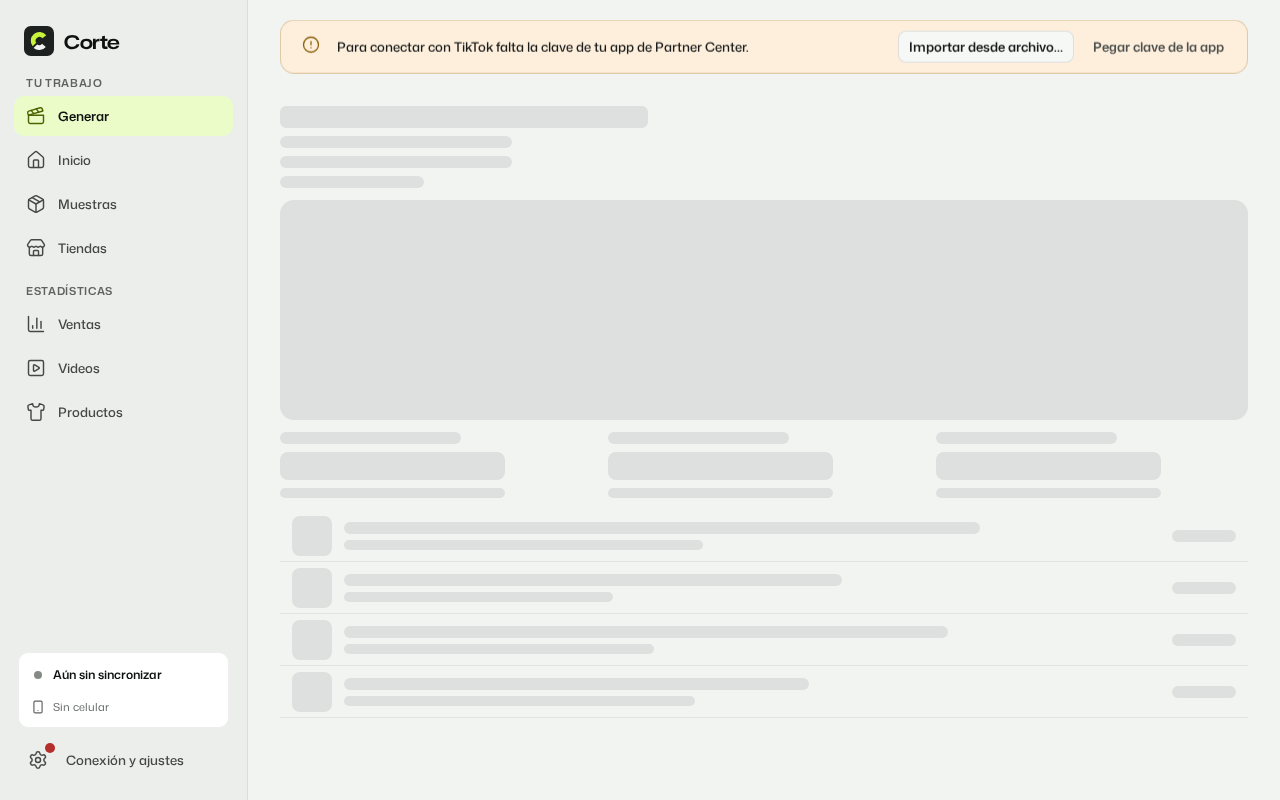 Corte
TU TRABAJO
Generar
Inicio
Muestras
Tiendas
ESTADÍSTICAS
Ventas
Videos
Productos
Aún sin sincronizar
Sin celular
Conexión y ajustes
Para conectar con TikTok falta la clave de tu app de Partner Center.
Importar desde archivo...
Pegar clave de la app